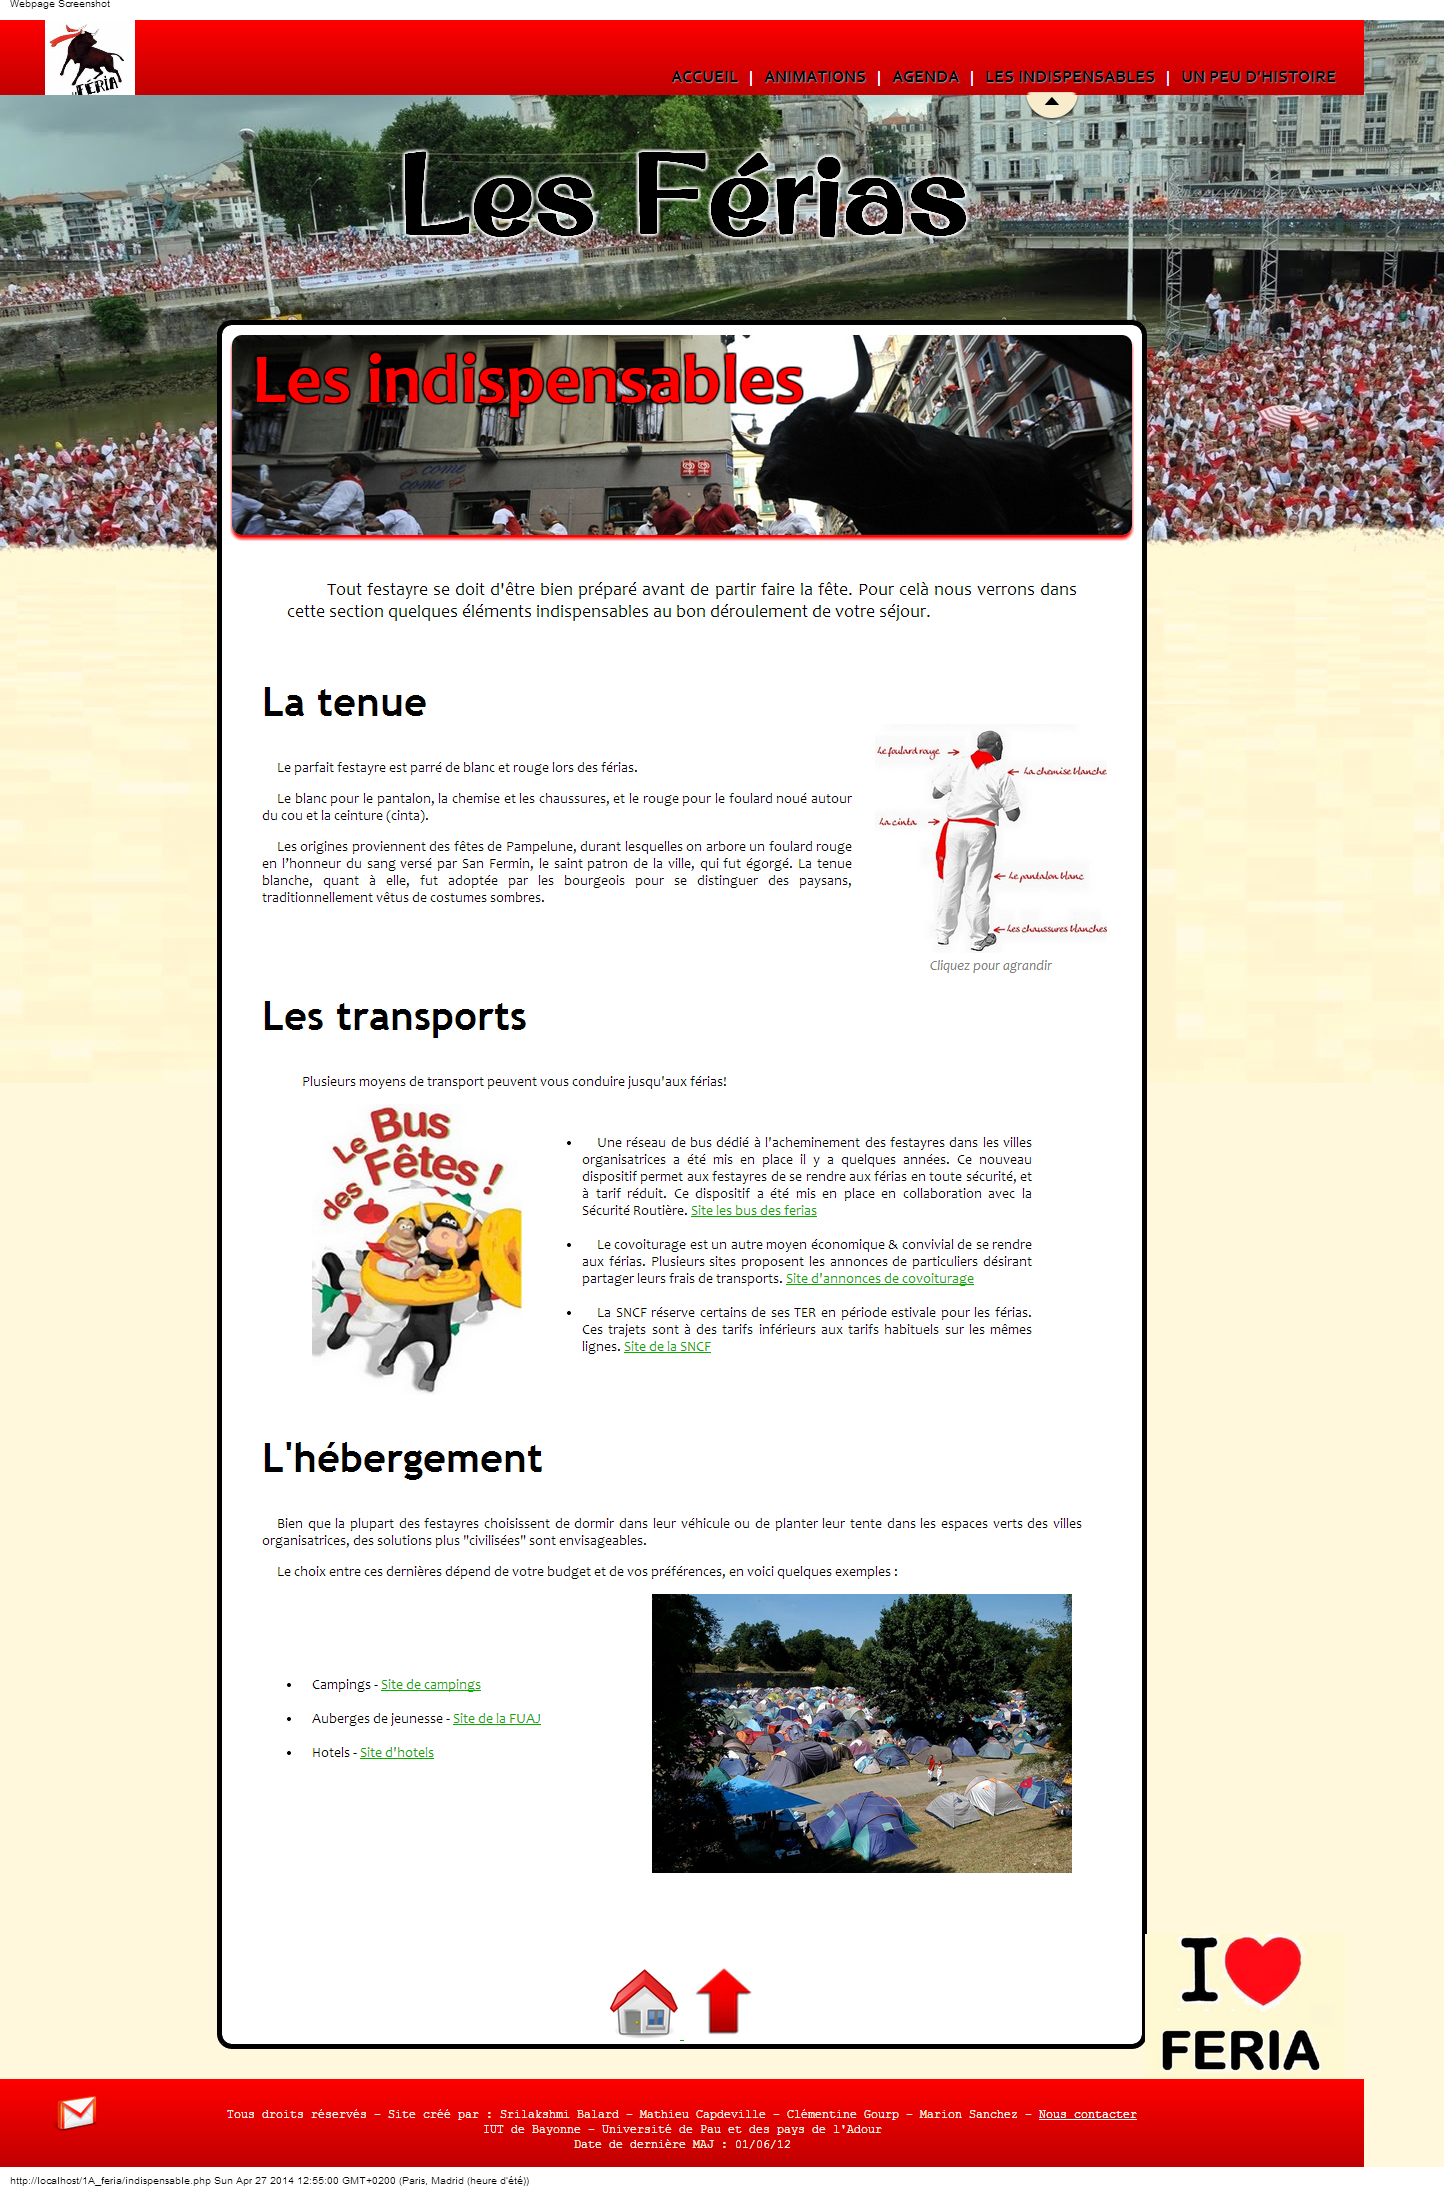 Webpage Screenshot
FÉRIA
ACCUEIL | ANIMATIONS | AGENDA | LES INDISPENSABLES | UN PEU D'HISTOIRE
Les Férias
Les indispensables
COME
COME
Tout festayre se doit d'être bien préparé avant de partir faire la fête. Pour celà nous verrons dans
cette section quelques éléments indispensables au bon déroulement de votre séjour.
La tenue
Le parfait festayre est parré de blanc et rouge lors des férias.
Le blanc pour le pantalon, la chemise et les chaussures, et le rouge pour le foulard noué autour
du cou et la ceinture (cinta).
Les origines proviennent des fêtes de Pampelune, durant lesquelles on arbore un foulard rouge
en l’honneur du sang versé par San Fermin, le saint patron de la ville, qui fut égorgé. La tenue
blanche, quant à elle, fut adoptée par les bourgeois pour se distinguer des paysans,
traditionnellement vêtus de costumes sombres.
Le foulard rouge
La chemise blanche
La cinta
Le pantalon blanc
Les chaussures blanches
Cliquez pour agrandir
Les transports
Plusieurs moyens de transport peuvent vous conduire jusqu'aux férias!
Le Bus
des Fêtes !
• Une réseau de bus dédié à l'acheminement des festayres dans les villes
organisatrices a été mis en place il y a quelques années. Ce nouveau
dispositif permet aux festayres de se rendre aux férias en toute sécurité, et
à tarif réduit. Ce dispositif a été mis en place en collaboration avec la
Sécurité Routière. Site les bus des ferias
• Le covoiturage est un autre moyen économique & convivial de se rendre
aux férias. Plusieurs sites proposent les annonces de particuliers désirant
partager leurs frais de transports. Site d'annonces de covoiturage
• La SNCF réserve certains de ses TER en période estivale pour les férias.
Ces trajets sont à des tarifs inférieurs aux tarifs habituels sur les mêmes
lignes. Site de la SNCF
L'hébergement
Bien que la plupart des festayres choisissent de dormir dans leur véhicule ou de planter leur tente dans les espaces verts des villes
organisatrices, des solutions plus "civilisées" sont envisageables.
Le choix entre ces dernières dépend de votre budget et de vos préférences, en voici quelques exemples :
• Campings - Site de campings
• Auberges de jeunesse - Site de la FUAJ
• Hotels - Site d'hotels
I
FERIA
Tous droits réservés - Site créé par : Srilakshmi Balard - Mathieu Capdeville - Clémentine Gourp - Marion Sanchez - Nous contacter
IUT de Bayonne - Université de Pau et des pays de l'Adour
Date de dernière MAJ : 01/06/12
http://localhost/1A_feria/indispensable.php Sun Apr 27 2014 12:55:00 GMT+0200 (Paris, Madrid (heure d'été))